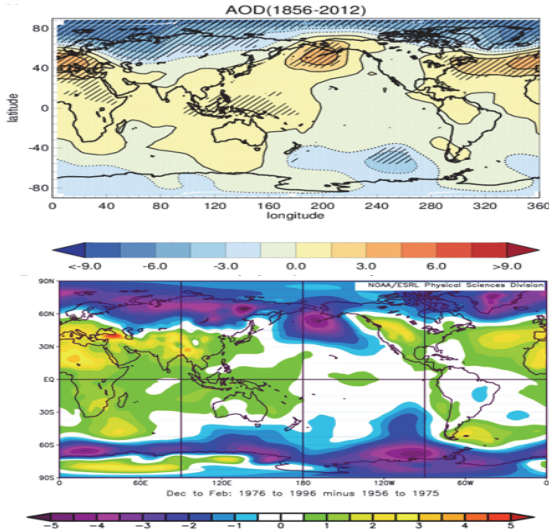 AOD(1856-2012)
80
40
0
-40
-80
latitude
0 40 80 120 160 200 240 280 320 360
longitude
<-9.0 -6.0 -3.0 0.0 3.0 6.0 >9.0
NOAA/ESRL Physical Sciences Division
90N
60N
30N
EQ
30S
60S
90S
0 60E 120E 180 120W 60W 0
Dec to Feb: 1976 to 1996 minus 1956 to 1975
-5 -4 -3 -2 -1 0 1 2 3 4 5